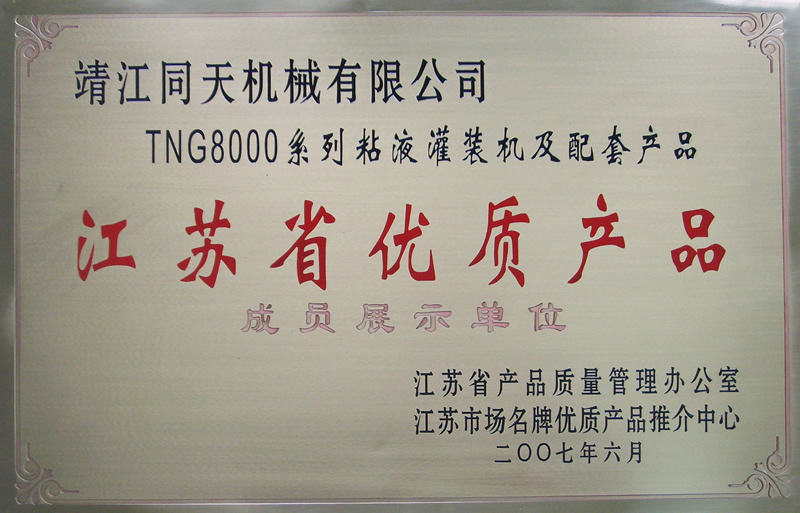 靖江同天机械有限公司
TNG8000系列粘液灌装机及配套产品
江苏省优质产品
成员展示单位
江苏省产品质量管理办公室
江苏市场名牌优质产品推介中心
二〇〇七年六月